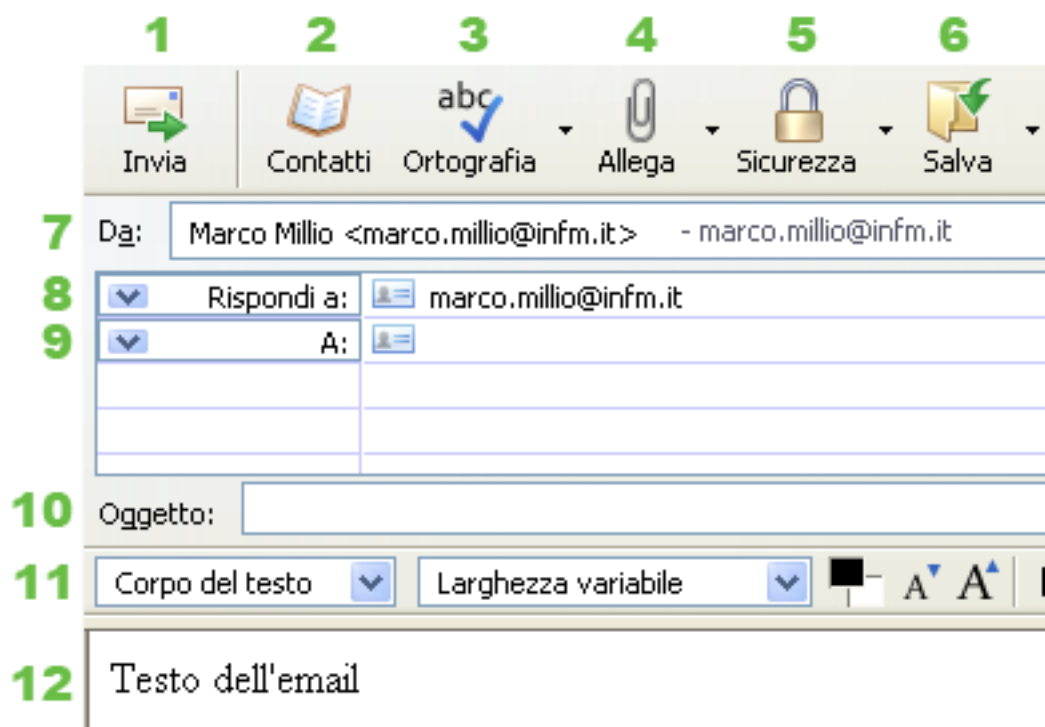 1 2 3 4 5 6
abc
Invia Contatti Ortografia Allega Sicurezza Salva
7 Da: Marco Millio <marco.millio@infm.it> - marco.millio@infm.it
8 Rispondi a: marco.millio@infm.it
9 A:
10 Oggetto:
11 Corpo del testo Larghezza variabile A A
12 Testo dell'email